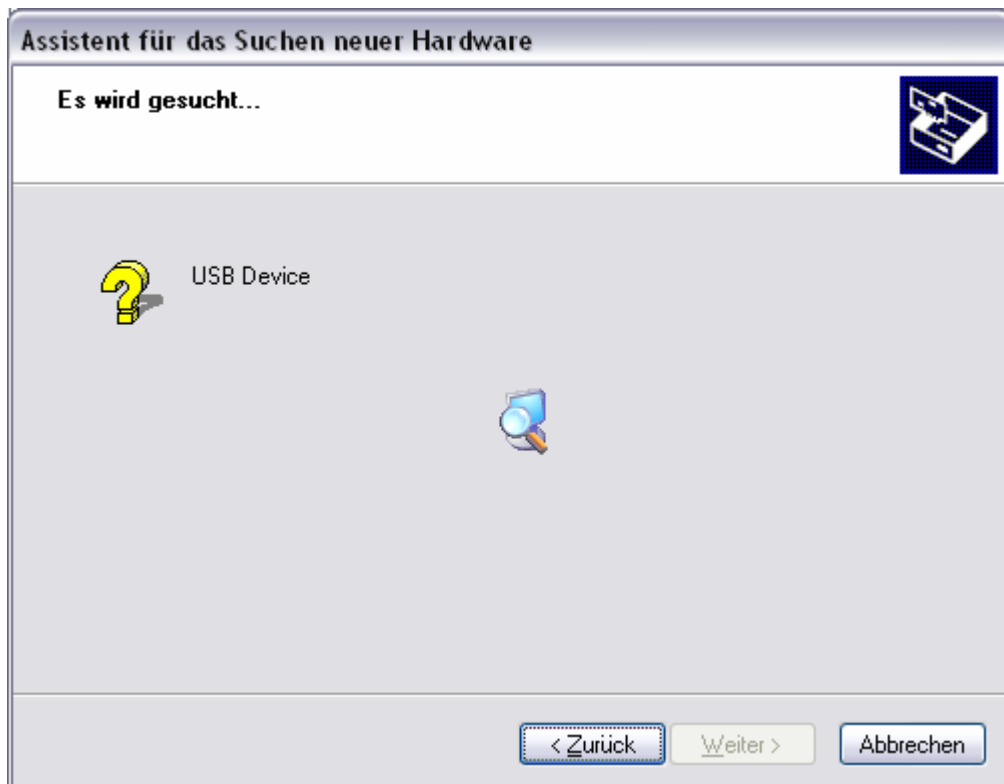 Assistent für das Suchen neuer Hardware
Es wird gesucht...
USB Device
< Zurück
Weiter >
Abbrechen